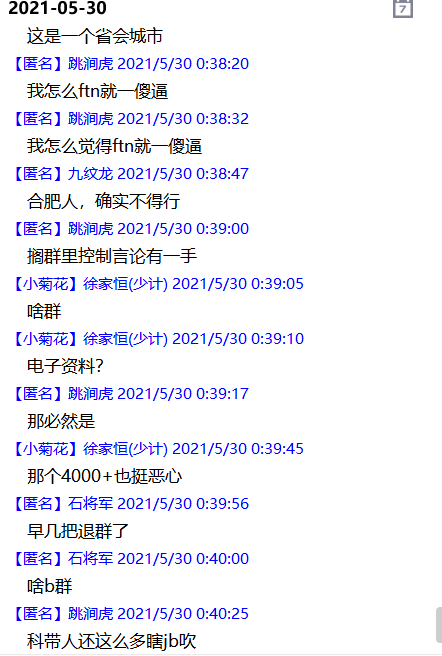 2021-05-30
7
这是一个省会城市
【匿名】跳涧虎 2021/5/30 0:38:20
我怎么ftn就一傻逼
【匿名】跳涧虎 2021/5/30 0:38:32
我怎么觉得ftn就一傻逼
【匿名】九纹龙 2021/5/30 0:38:47
合肥人，确实不得行
【匿名】跳涧虎 2021/5/30 0:39:00
搁群里控制言论有一手
【小菊花】徐家恒(少计) 2021/5/30 0:39:05
啥群
【小菊花】徐家恒(少计) 2021/5/30 0:39:10
电子资料？
【匿名】跳涧虎 2021/5/30 0:39:17
那必然是
【小菊花】徐家恒(少计) 2021/5/30 0:39:45
那个4000+也挺恶心
【匿名】石将军 2021/5/30 0:39:56
早几把退群了
【匿名】石将军 2021/5/30 0:40:00
啥b群
【匿名】跳涧虎 2021/5/30 0:40:25
科带人还这么多瞎jb吹